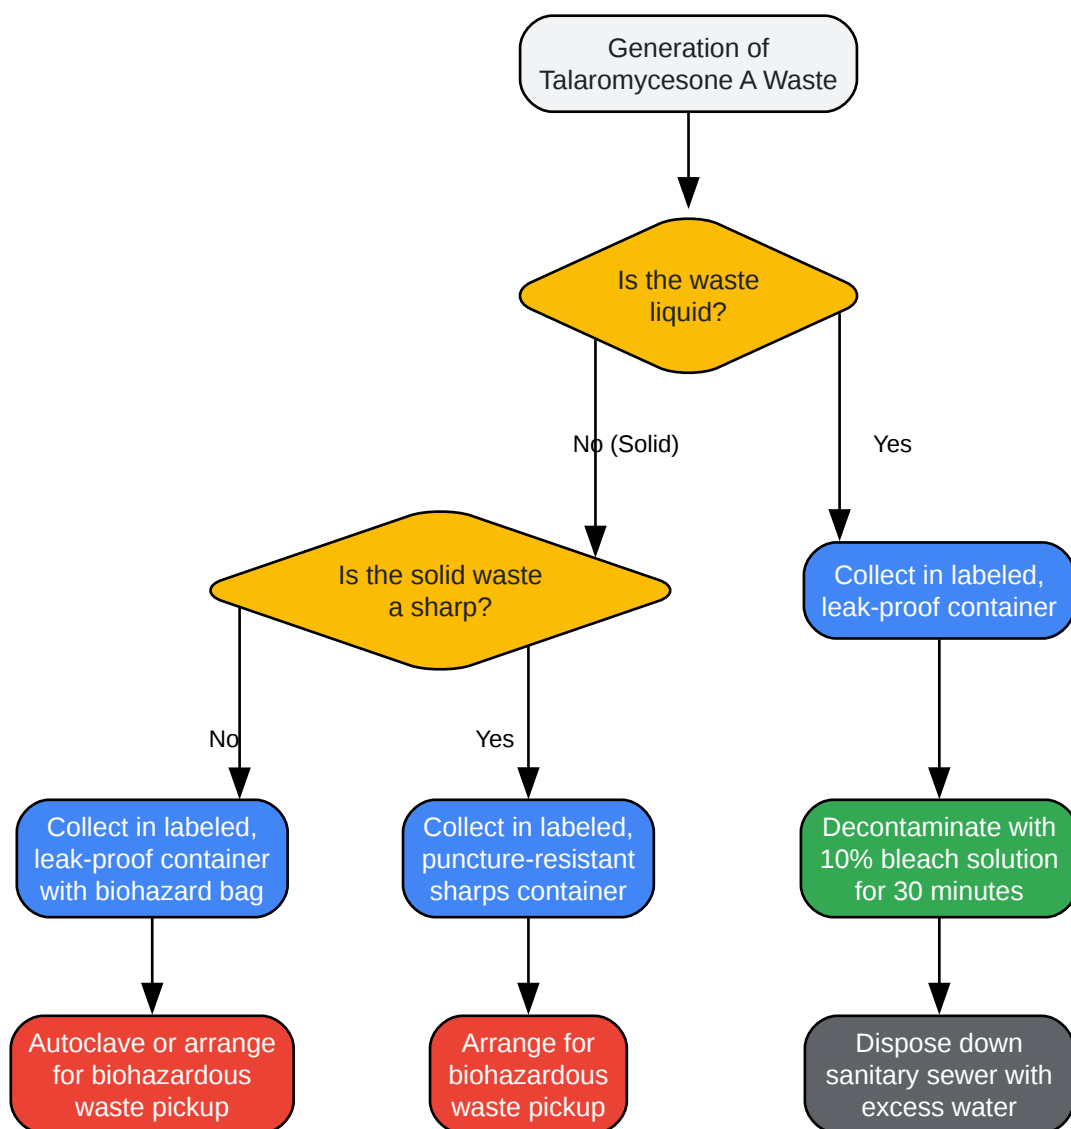 Generation of
Talaromycesone A Waste
Is the waste
liquid?
No (Solid)
Yes
Is the solid waste
a sharp?
Collect in labeled,
leak-proof container
No
Yes
Collect in labeled,
leak-proof container
with biohazard bag
Collect in labeled,
puncture-resistant
sharps container
Decontaminate with
10% bleach solution
for 30 minutes
Autoclave or arrange
for biohazardous
waste pickup
Arrange for
biohazardous
waste pickup
Dispose down
sanitary sewer with
excess water